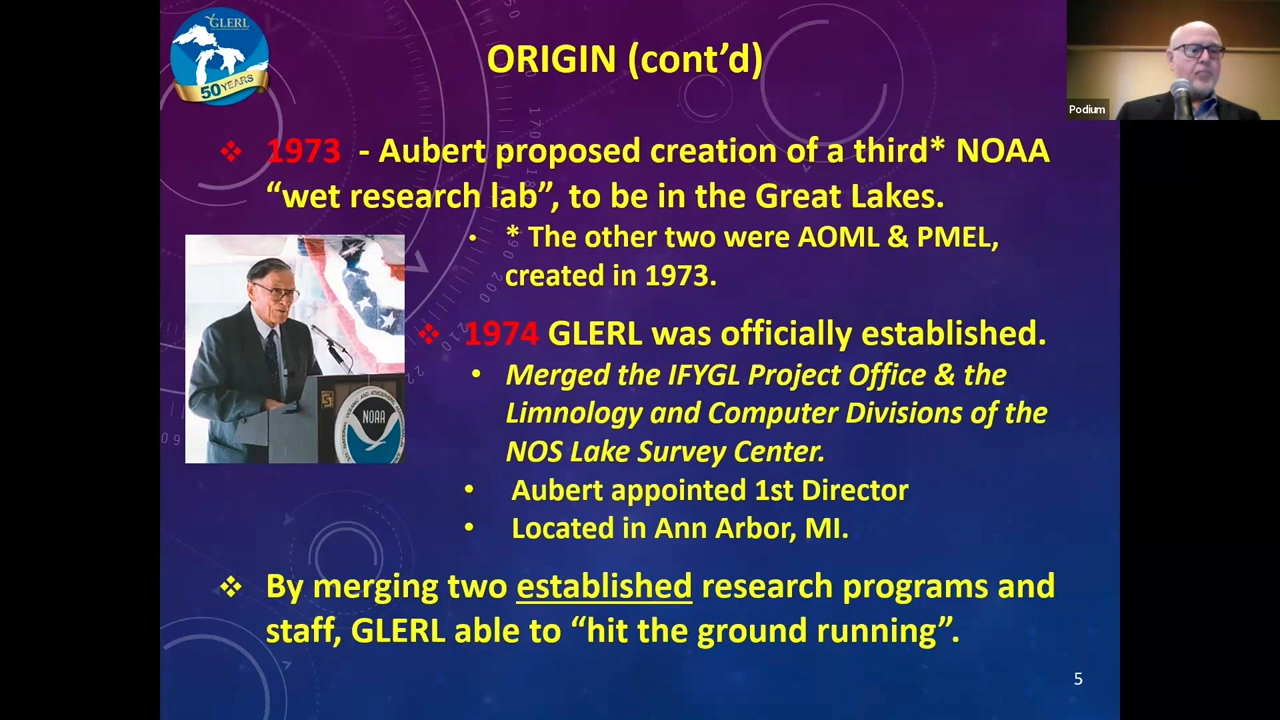 GLERL
50 YEARS
ORIGIN (cont’d)
Podium
❖ 1973 - Aubert proposed creation of a third* NOAA
“wet research lab”, to be in the Great Lakes.
• * The other two were AOML & PMEL,
created in 1973.
NOAA
❖ 1974 GLERL was officially established.
• Merged the IFYGL Project Office & the
Limnology and Computer Divisions of the
NOS Lake Survey Center.
• Aubert appointed 1st Director
• Located in Ann Arbor, MI.
❖ By merging two established research programs and
staff, GLERL able to “hit the ground running”.
5